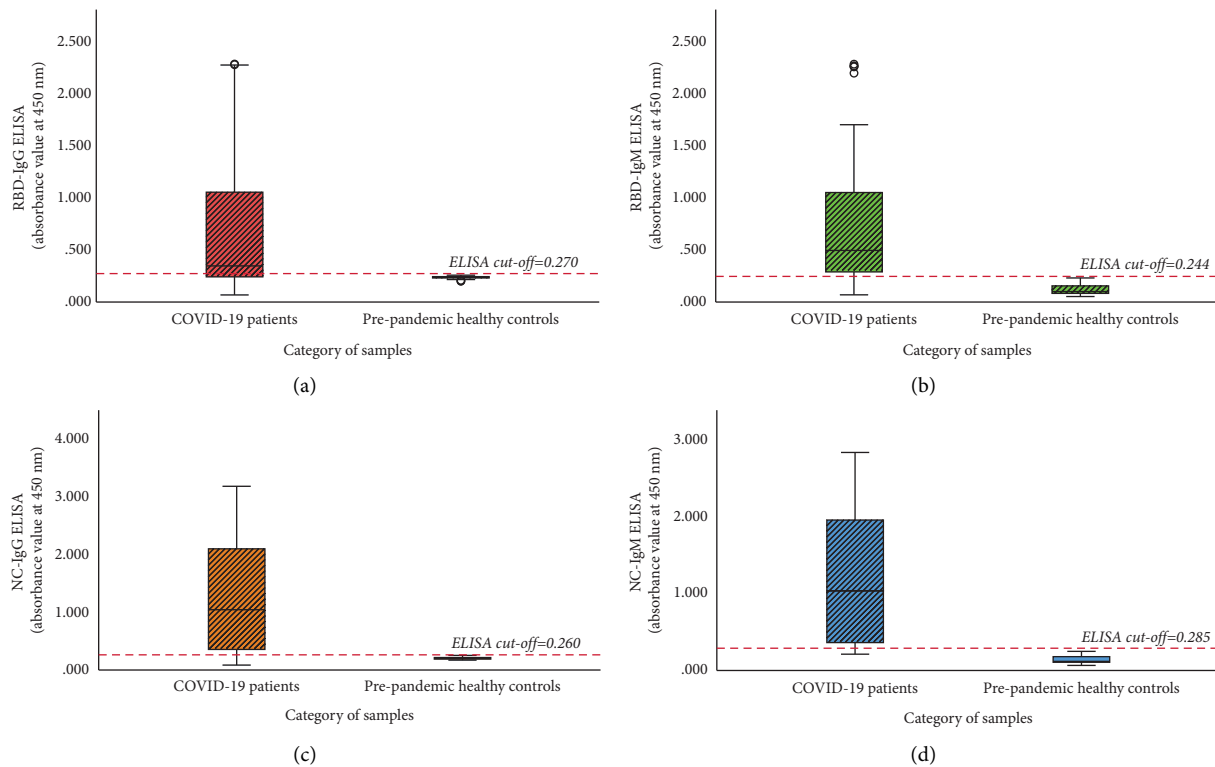 RBD-IgG ELISA
(absorbance value at 450 nm)
2.500
2.000
1.500
1.000
.500
.000
ELISA cut-off=0.270
COVID-19 patients
Pre-pandemic healthy controls
Category of samples
(a)
RBD-IgM ELISA
(absorbance value at 450 nm)
2.500
2.000
1.500
1.000
.500
.000
ELISA cut-off=0.244
COVID-19 patients
Pre-pandemic healthy controls
Category of samples
(b)
NC-IgG ELISA
(absorbance value at 450 nm)
4.000
3.000
2.000
1.000
.000
ELISA cut-off=0.260
COVID-19 patients
Pre-pandemic healthy controls
Category of samples
(c)
NC-IgM ELISA
(absorbance value at 450 nm)
3.000
2.000
1.000
.000
ELISA cut-off=0.285
COVID-19 patients
Pre-pandemic healthy controls
Category of samples
(d)